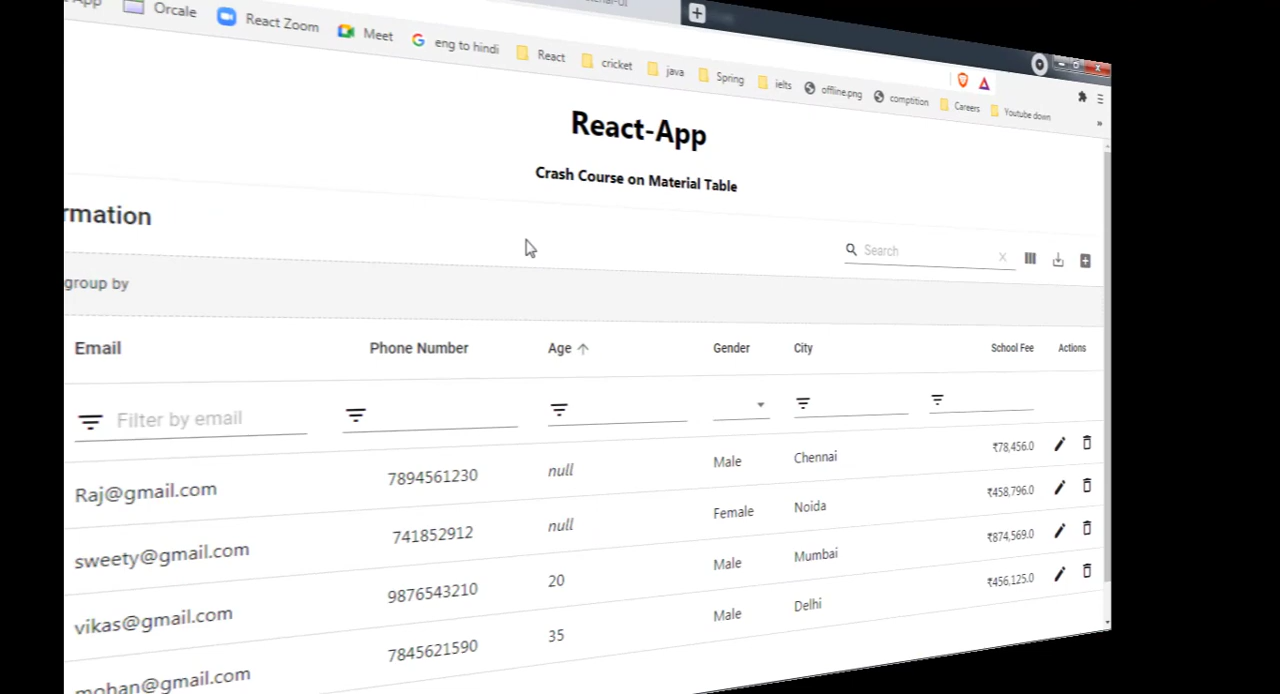 App Orcale React Zoom Meet eng to hindi React cricket java Spring ielts offline.png comptition Careers Youtube down »
React-App
Crash Course on Material Table
rmation
Search
group by
Email Phone Number Age Gender City School Fee Actions
Filter by email
Raj@gmail.com 7894561230 null Male Chennai ₹78,456.0
sweety@gmail.com 741852912 null Female Noida ₹458,796.0
vikas@gmail.com 9876543210 20 Male Mumbai ₹874,569.0
mohan@gmail.com 7845621590 35 Male Delhi ₹456,125.0